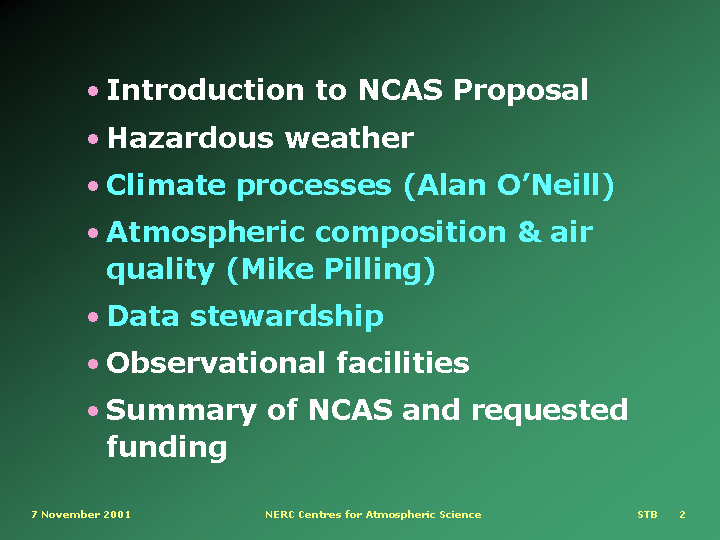 • Introduction to NCAS Proposal
• Hazardous weather
• Climate processes (Alan O’Neill)
• Atmospheric composition & air
quality (Mike Pilling)
• Data stewardship
• Observational facilities
• Summary of NCAS and requested
funding
7 November 2001 NERC Centres for Atmospheric Science STB 2